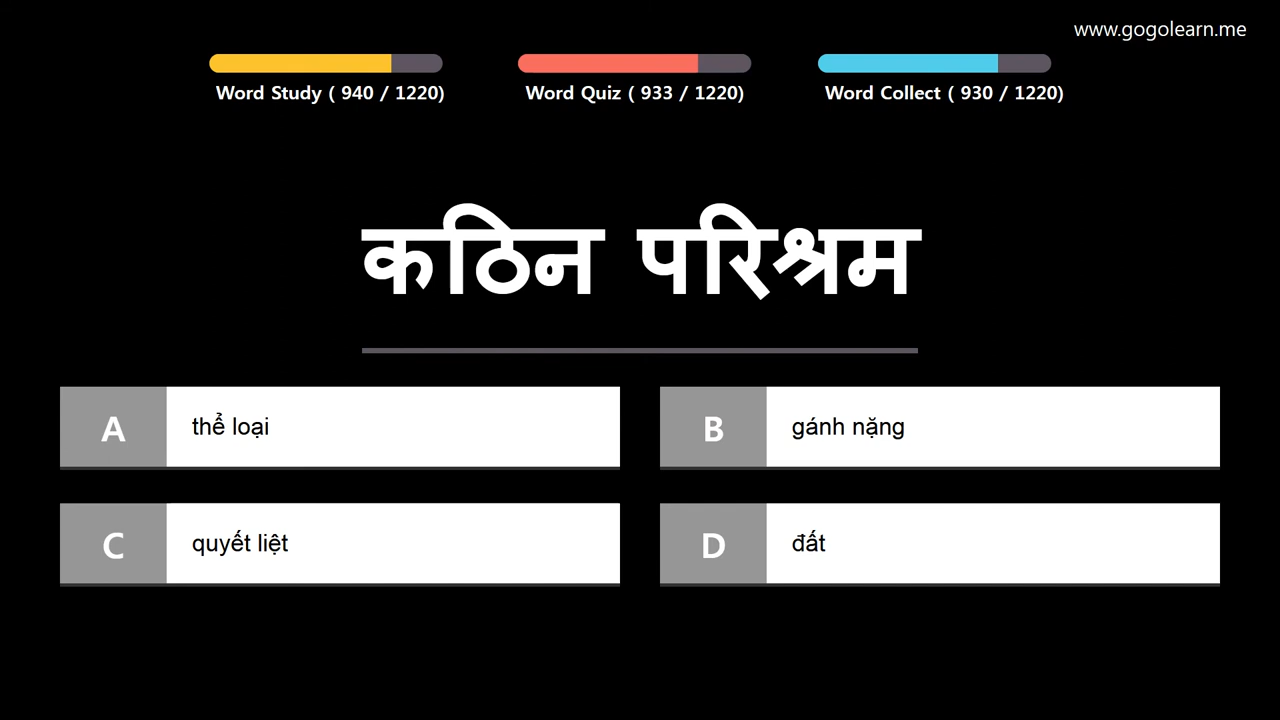 www.gogolearn.me
Word Study ( 940 / 1220)
Word Quiz ( 933 / 1220)
Word Collect ( 930 / 1220)
कठिन परिश्रम
A
thể loại
B
gánh nặng
C
quyết liệt
D
đất